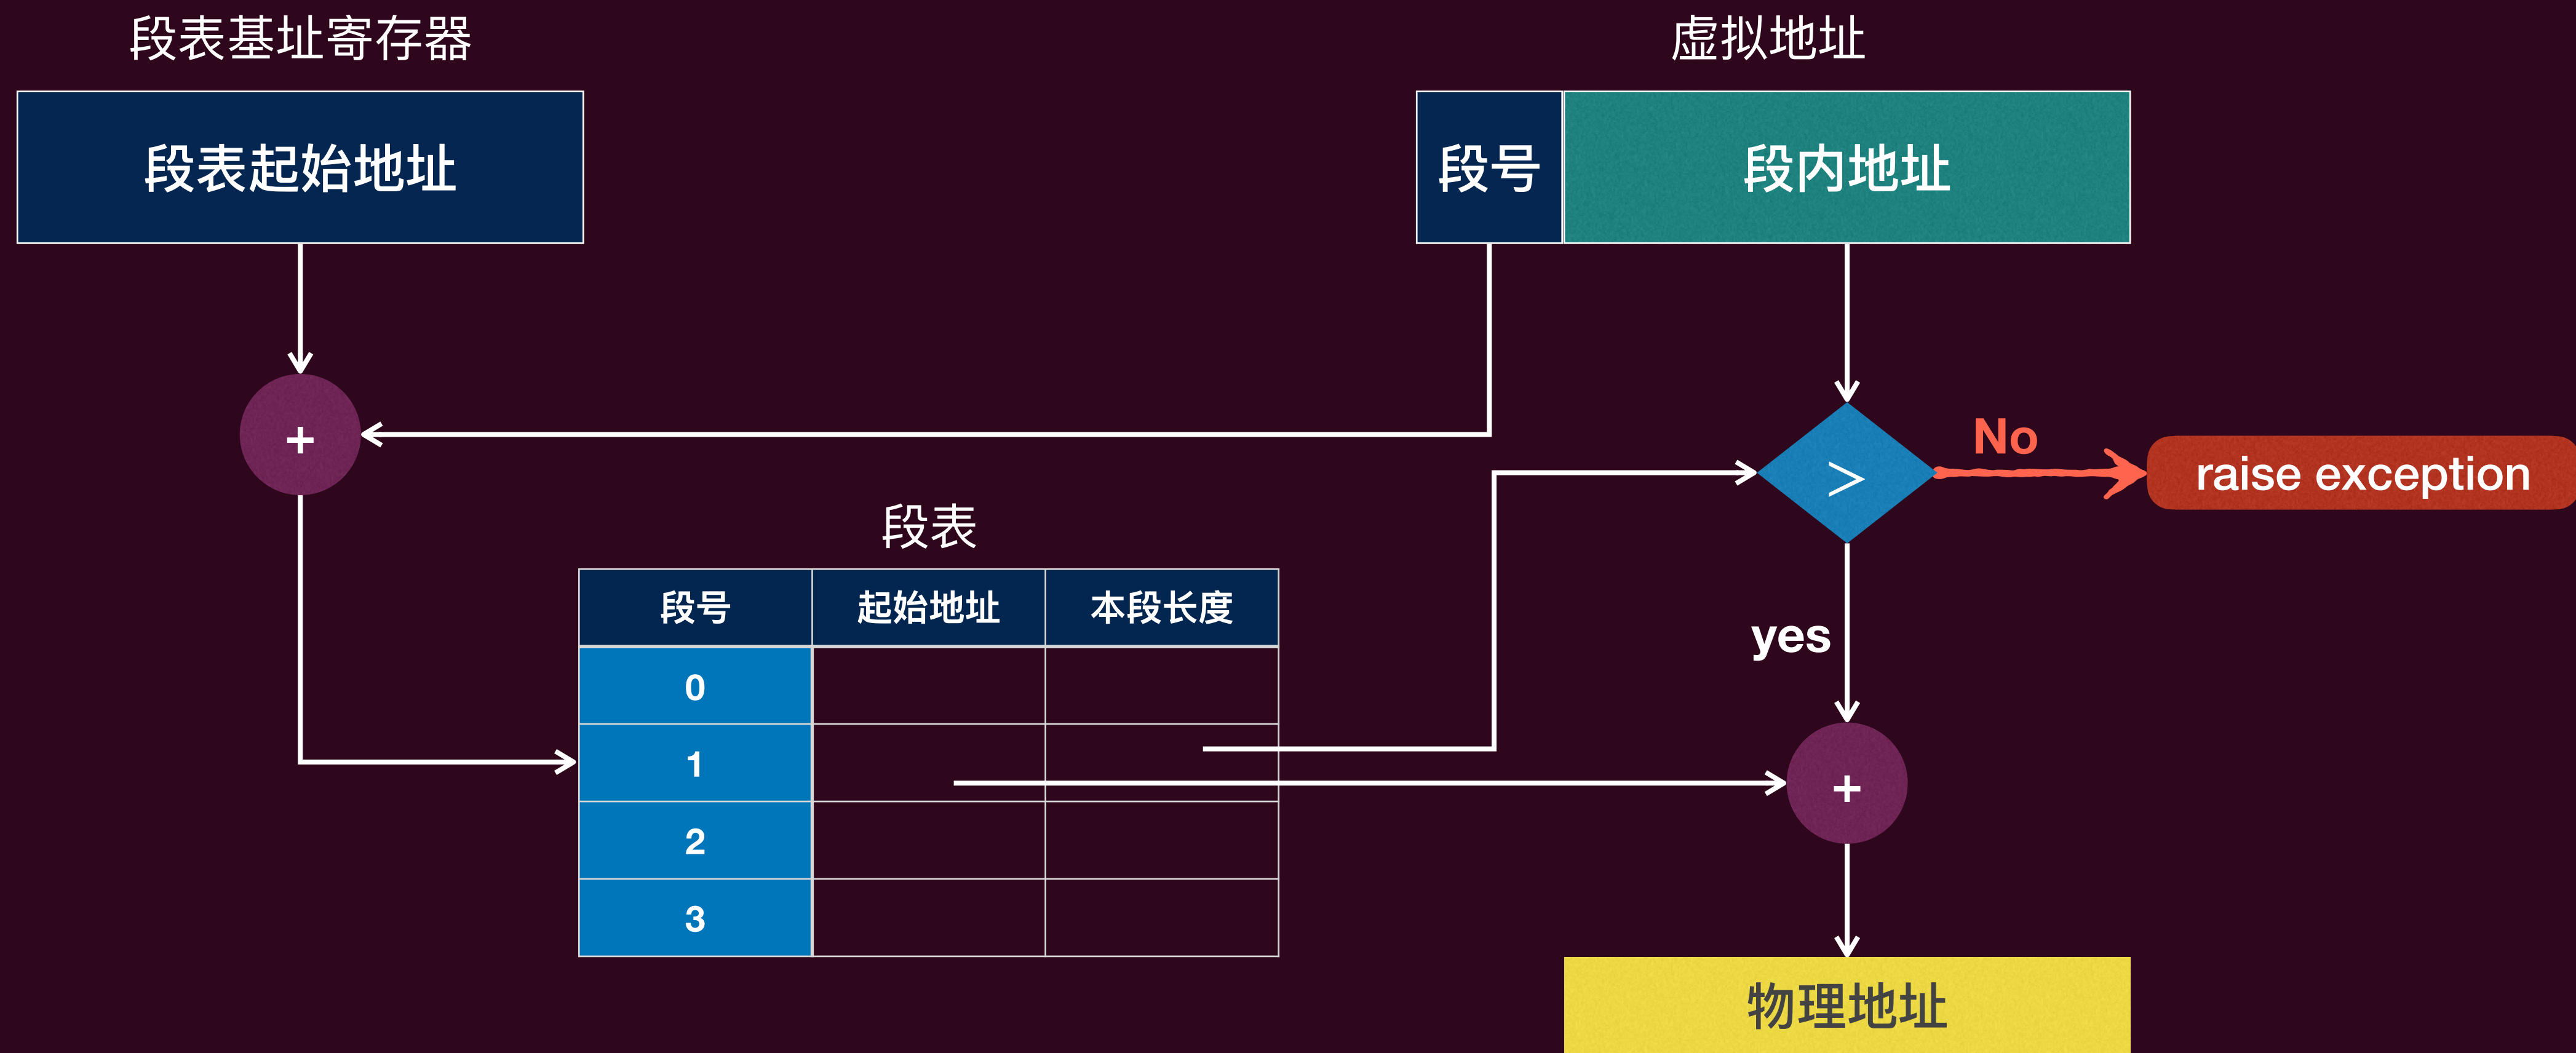 段表基址寄存器
虚拟地址
段表起始地址
段号
段内地址
+
>
No
raise exception
段表
段号 起始地址 本段长度
0
1
2
3
yes
+
物理地址